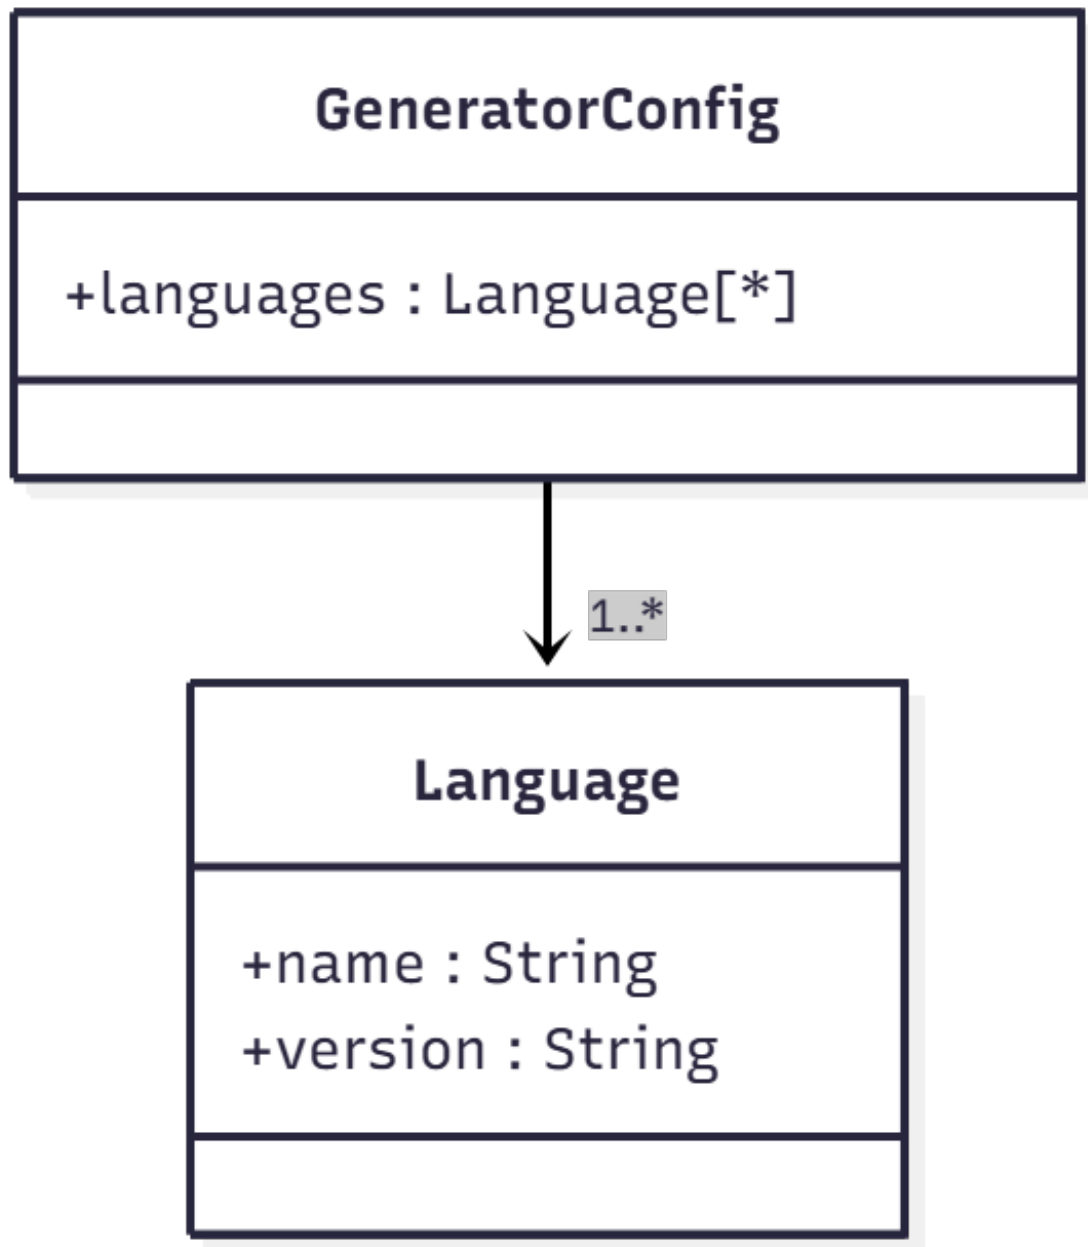 GeneratorConfig
+languages : Language[*]
1..*
Language
+name : String
+version : String